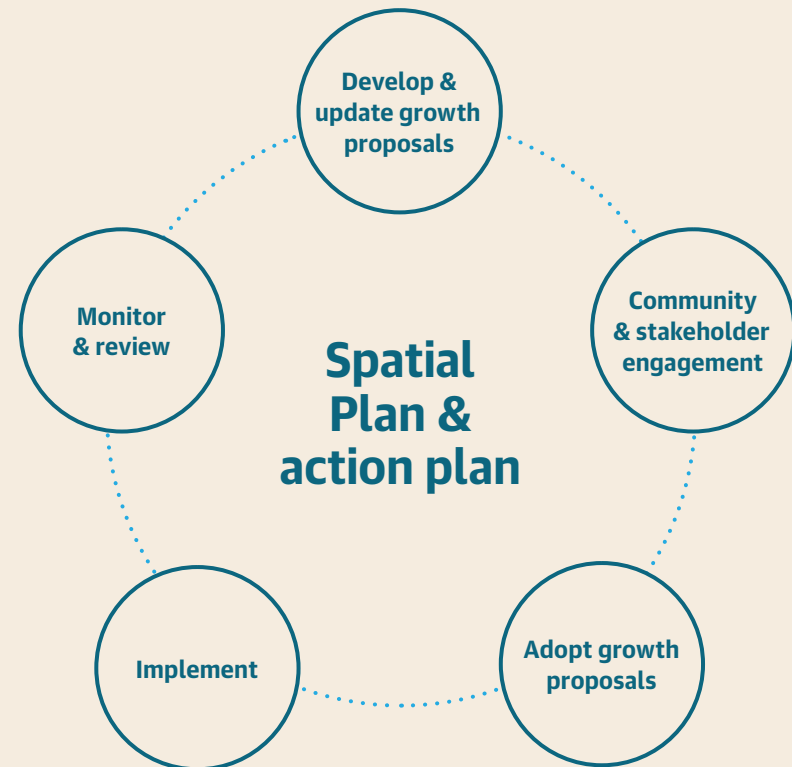 Develop &
update growth
proposals
Community
& stakeholder
engagement
Adopt growth
proposals
Implement
Monitor
& review
Spatial
Plan &
action plan